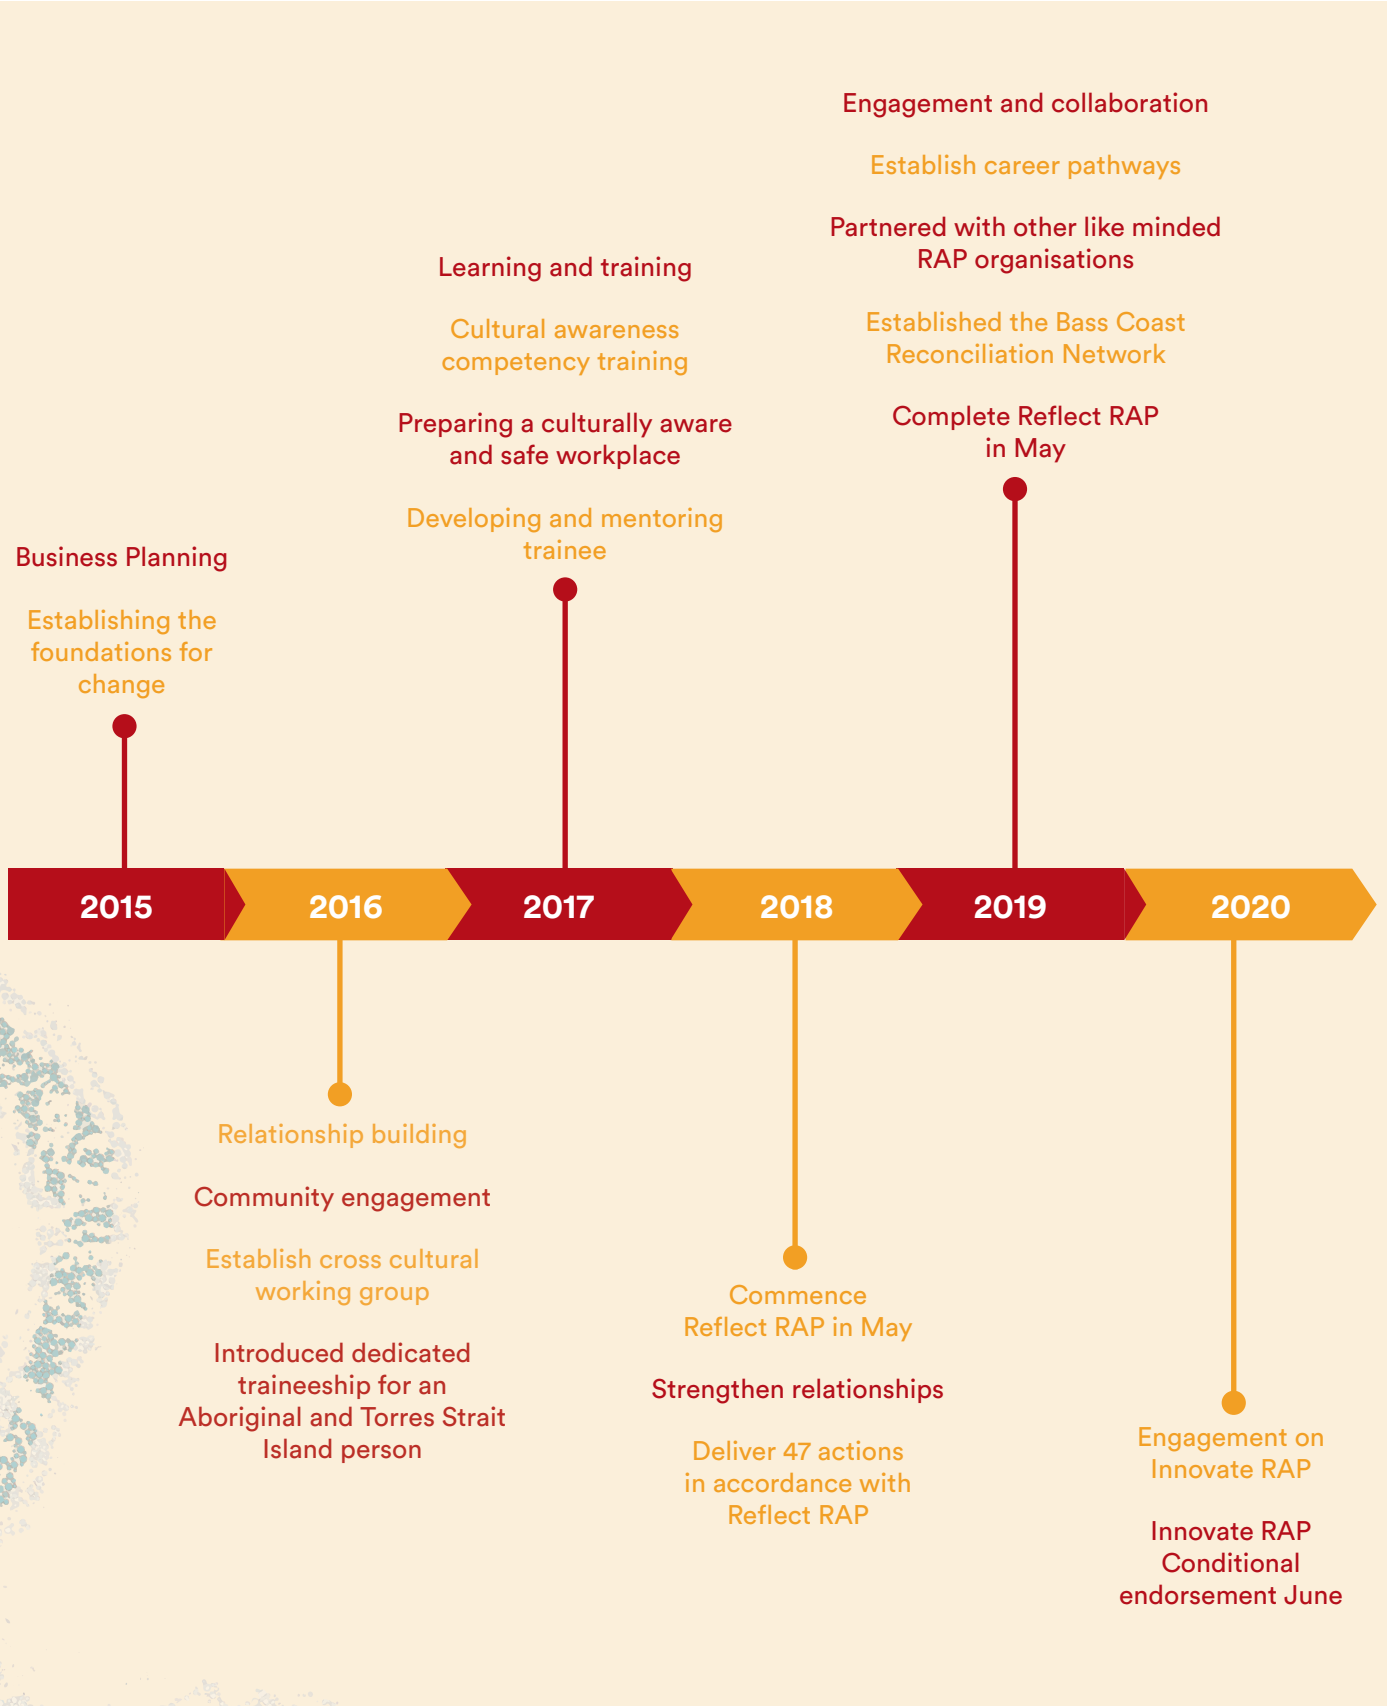 Engagement and collaboration
Establish career pathways
Partnered with other like minded
RAP organisations
Established the Bass Coast
Reconciliation Network
Complete Reflect RAP
in May
Learning and training
Cultural awareness
competency training
Preparing a culturally aware
and safe workplace
Developing and mentoring
trainee
Business Planning
Establishing the
foundations for
change
2015
2016
2017
2018
2019
2020
Relationship building
Community engagement
Establish cross cultural
working group
Introduced dedicated
traineeship for an
Aboriginal and Torres Strait
Island person
Commence
Reflect RAP in May
Strengthen relationships
Deliver 47 actions
in accordance with
Reflect RAP
Engagement on
Innovate RAP
Innovate RAP
Conditional
endorsement June